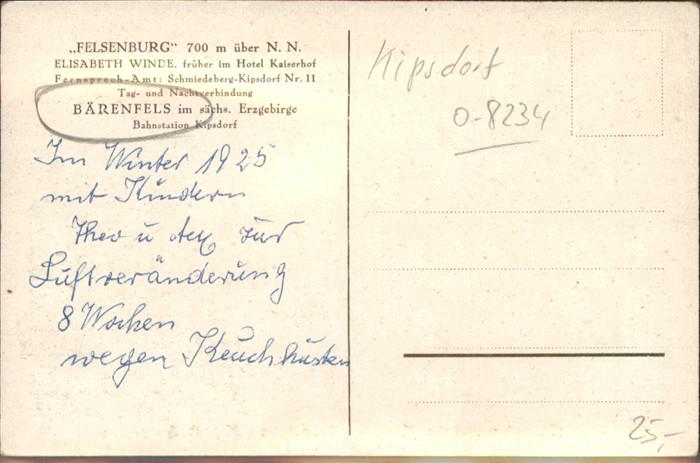 „FELSENBURG" 700 m über N. N.
ELISABETH WINDE, früher im Hotel Kaiserhof
Fernsprech-Amt: Schmiedeberg-Kipsdorf Nr. 11
Tag- und Nachtverbindung
BÄRENFELS im sächs. Erzgebirge
Bahnstation Kipsdorf
Im Winter 1925
mit Kindern
Theo u zur
Luftveränderung
8 Wochen
wegen Keuchhusten
Kipsdorf
O-8234
25,-